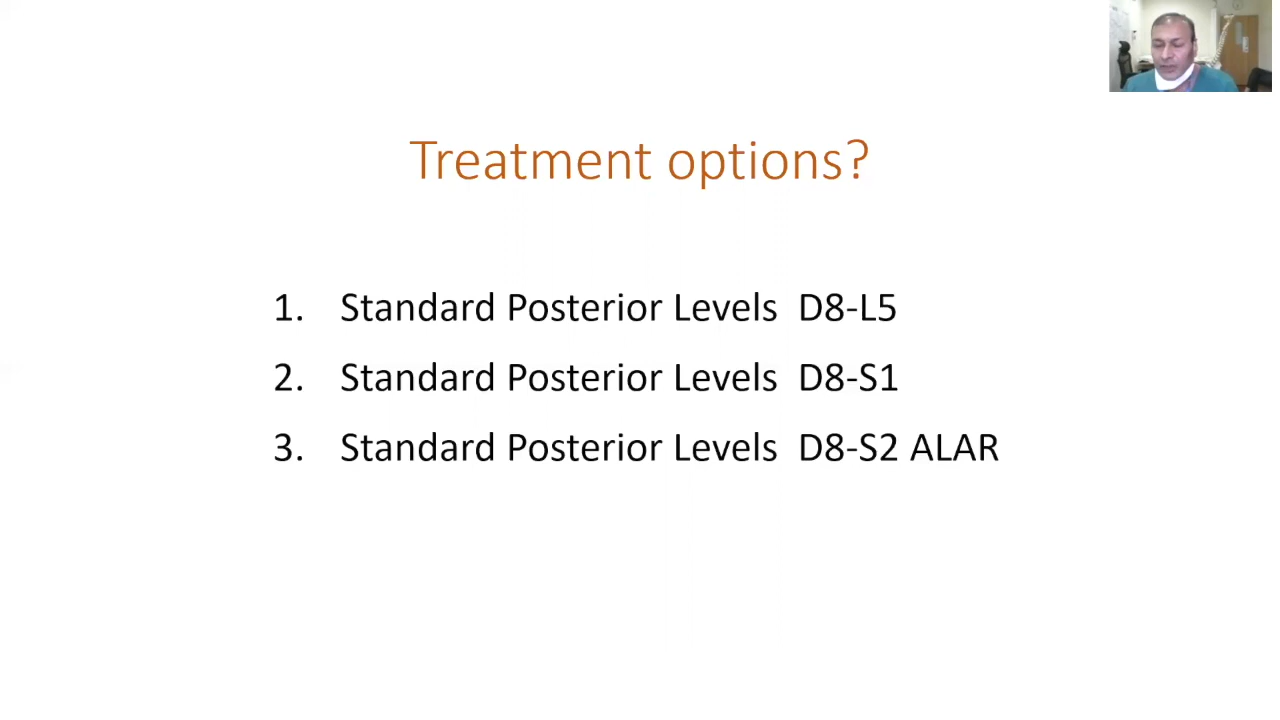 Treatment options?
1. Standard Posterior Levels D8-L5
2. Standard Posterior Levels D8-S1
3. Standard Posterior Levels D8-S2 ALAR